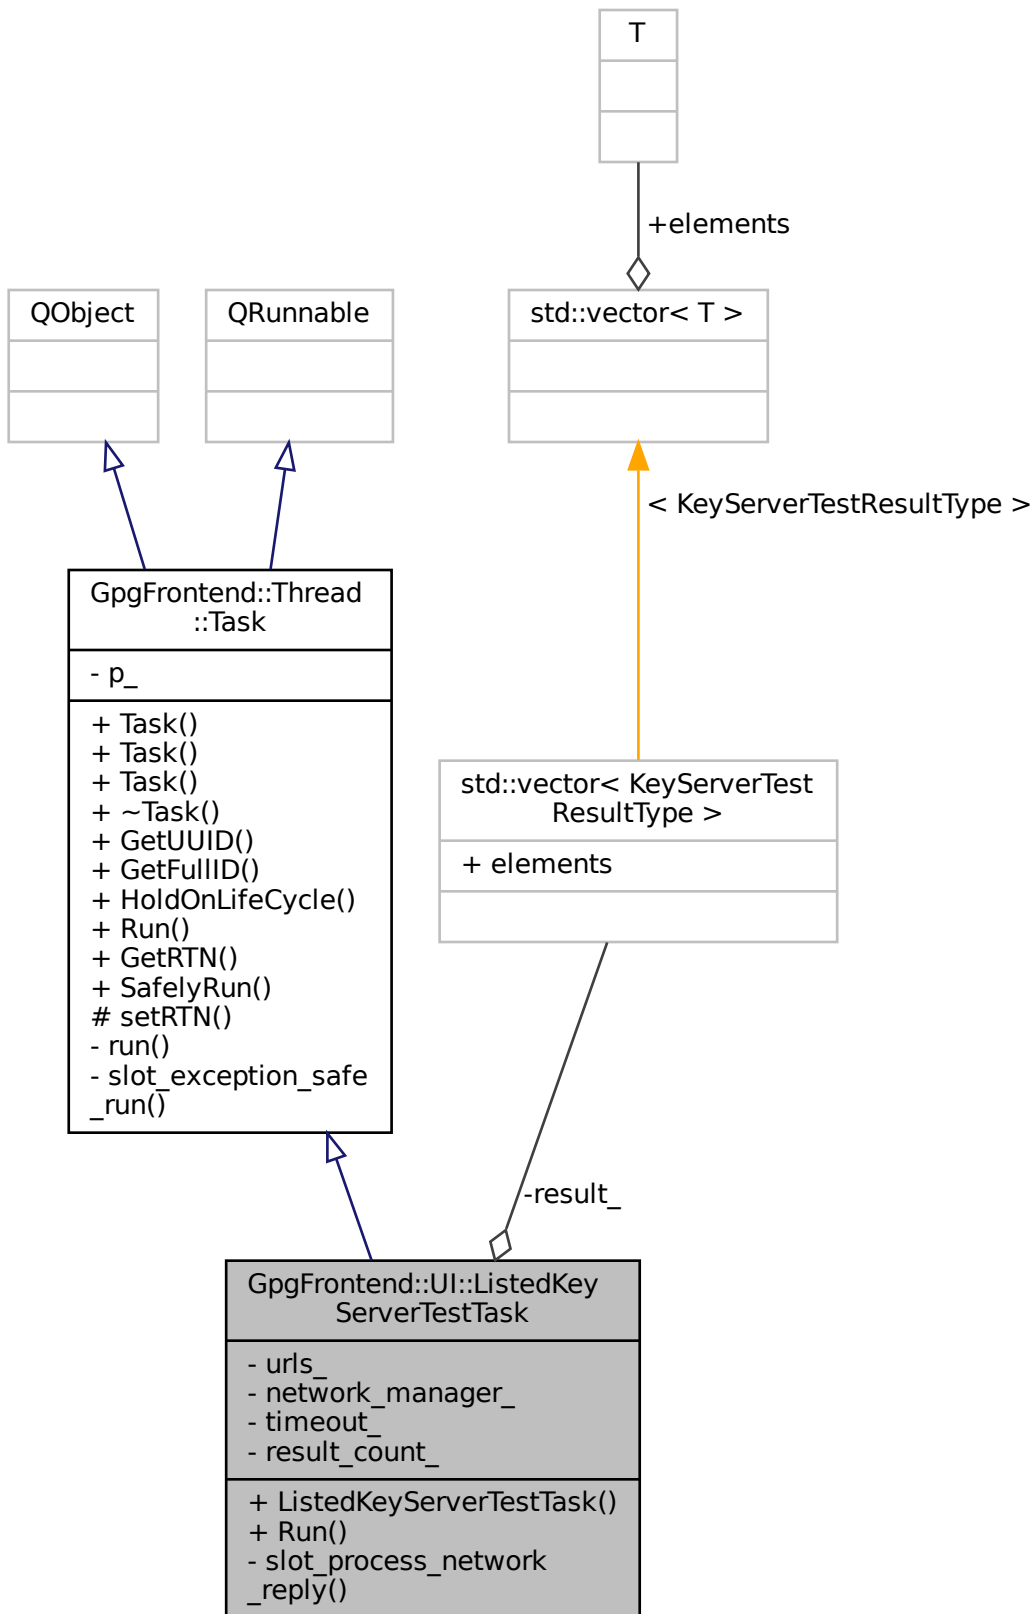 T
+elements
QObject
QRunnable
std::vector< T >
< KeyServerTestResultType >
GpgFrontend::Thread
::Task
- p_
+ Task()
+ Task()
+ Task()
+ ~Task()
+ GetUUID()
+ GetFullID()
+ HoldOnLifeCycle()
+ Run()
+ GetRTN()
+ SafelyRun()
# setRTN()
- run()
- slot_exception_safe
_run()
std::vector< KeyServerTest
ResultType >
+ elements
-result_
GpgFrontend::UI::ListedKey
ServerTestTask
- urls_
- network_manager_
- timeout_
- result_count_
+ ListedKeyServerTestTask()
+ Run()
- slot_process_network
_reply()